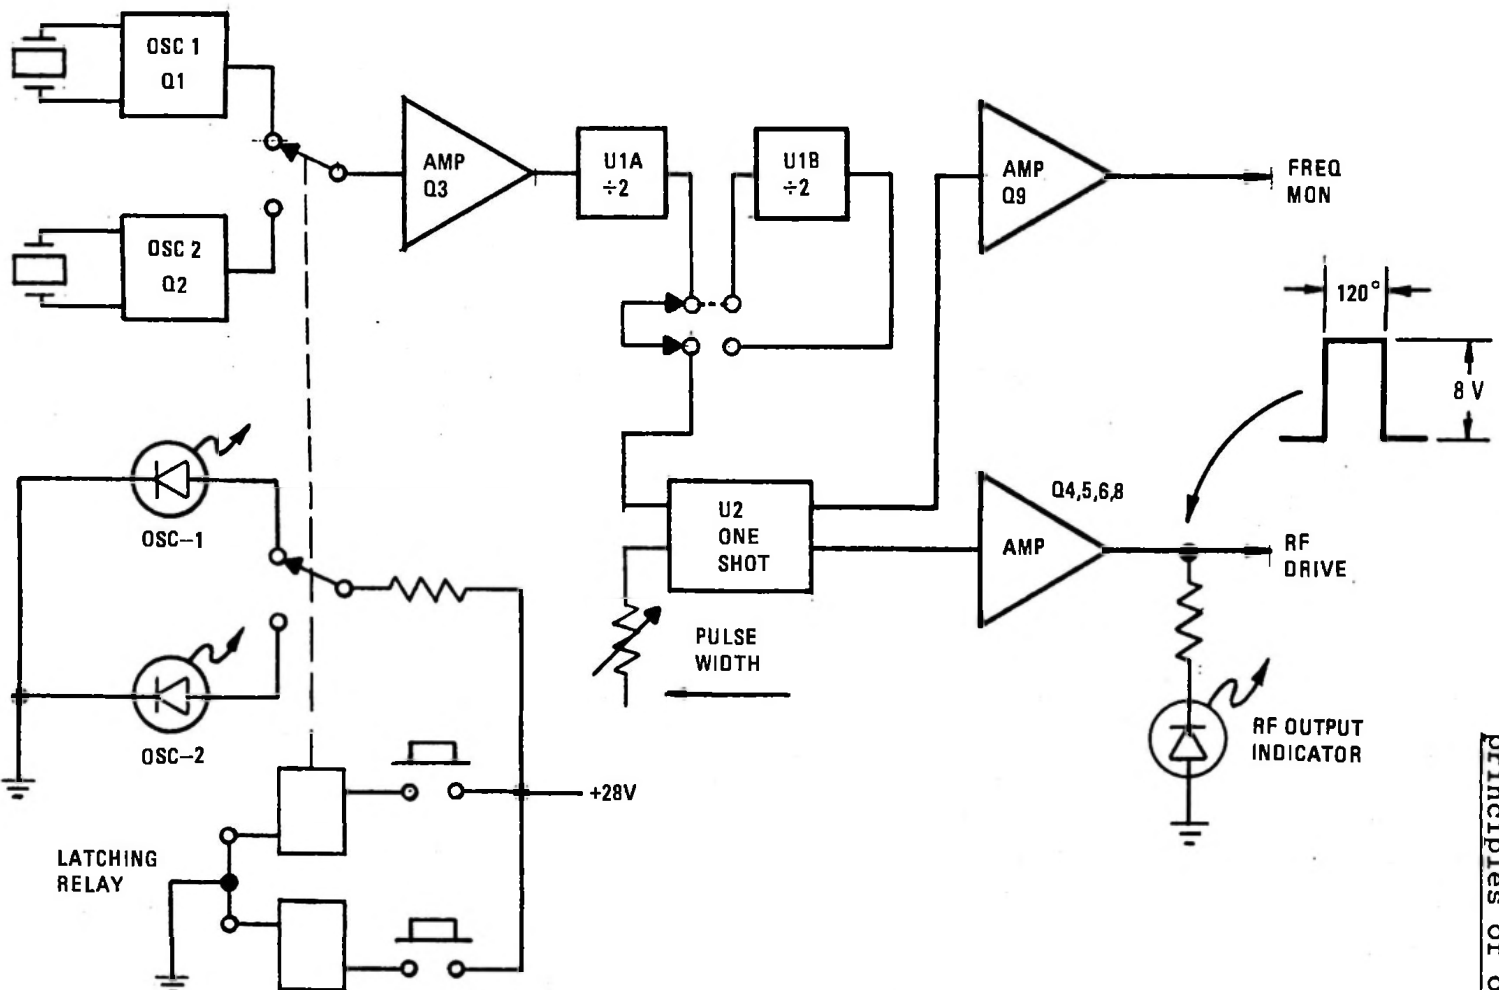 OSC 1
Q1
OSC 2
Q2
AMP
Q3
U1A
÷2
U1B
÷2
AMP
Q9
FREQ
MON
120°
8 V
OSC-1
OSC-2
U2
ONE
SHOT
PULSE
WIDTH
Q4,5,6,8
AMP
RF
DRIVE
RF OUTPUT
INDICATOR
+28V
LATCHING
RELAY
principles of